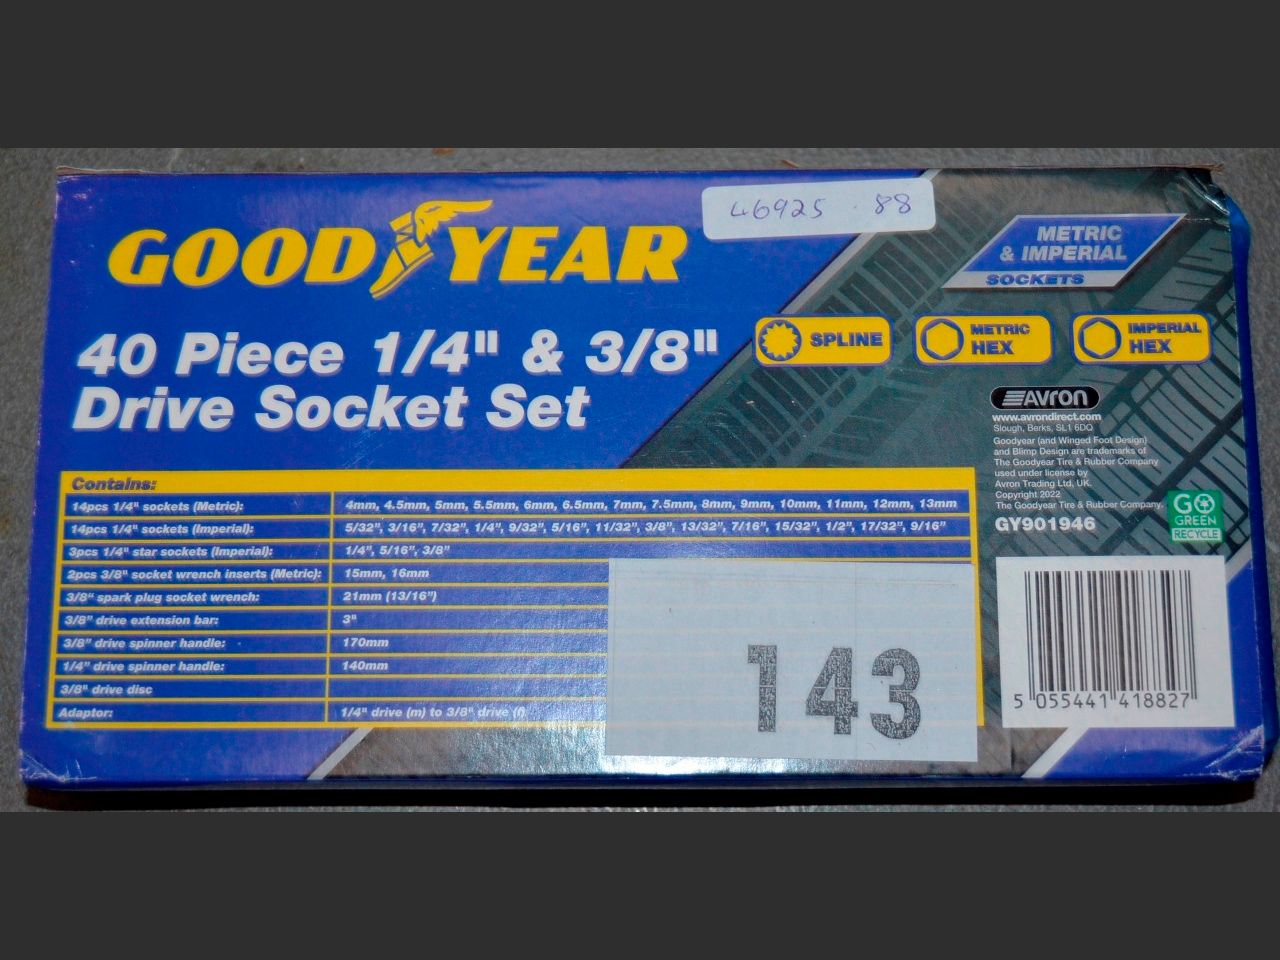 46925 . 88
GOODYEAR
METRIC
& IMPERIAL
SOCKETS
40 Piece 1/4" & 3/8"
Drive Socket Set
SPLINE
METRIC
HEX
IMPERIAL
HEX
AVRON
www.avrondirect.com
Slough, Berks, SL1 6DQ
Goodyear (and Winged Foot Design)
and Blimp Design are trademarks of
The Goodyear Tire & Rubber Company
used under license by
Avron Trading Ltd, UK.
Copyright 2022
The Goodyear Tire & Rubber Company.
GY901946
GO
GREEN
RECYCLE
Contains:
14pcs 1/4" sockets (Metric): 4mm, 4.5mm, 5mm, 5.5mm, 6mm, 6.5mm, 7mm, 7.5mm, 8mm, 9mm, 10mm, 11mm, 12mm, 13mm
14pcs 1/4" sockets (Imperial): 5/32", 3/16", 7/32", 1/4", 9/32", 5/16", 11/32", 3/8", 13/32", 7/16", 15/32", 1/2", 17/32", 9/16"
3pcs 1/4" star sockets (Imperial): 1/4", 5/16", 3/8"
2pcs 3/8" socket wrench inserts (Metric): 15mm, 16mm
3/8" spark plug socket wrench: 21mm (13/16")
3/8" drive extension bar: 3"
3/8" drive spinner handle: 170mm
1/4" drive spinner handle: 140mm
3/8" drive disc
Adaptor: 1/4" drive (m) to 3/8" drive (f)
143
5 055441 418827